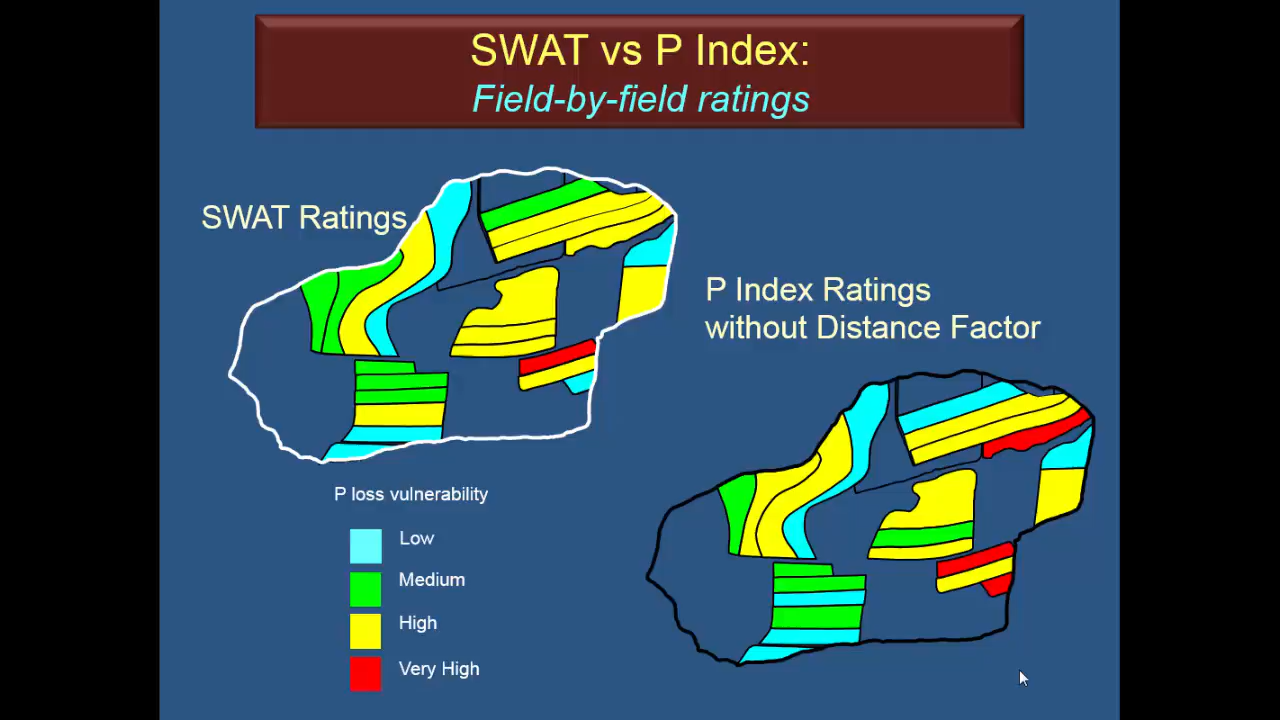 SWAT vs P Index:
Field-by-field ratings
SWAT Ratings
P Index Ratings
without Distance Factor
P loss vulnerability
Low
Medium
High
Very High